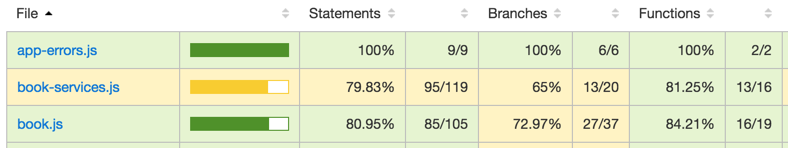 File Statements Branches Functions
app-errors.js 100% 9/9 100% 6/6 100% 2/2
book-services.js 79.83% 95/119 65% 13/20 81.25% 13/16
book.js 80.95% 85/105 72.97% 27/37 84.21% 16/19